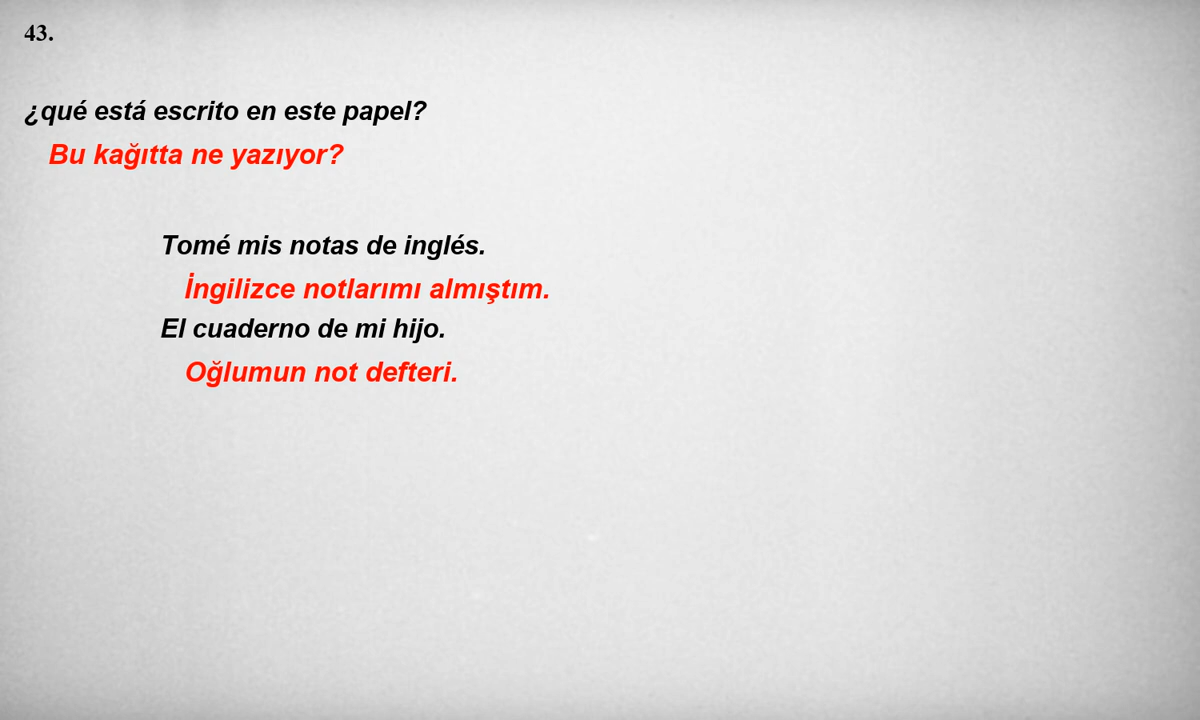 43.
¿qué está escrito en este papel?
Bu kağıtta ne yazıyor?
Tomé mis notas de inglés.
İngilizce notlarımı almıştım.
El cuaderno de mi hijo.
Oğlumun not defteri.